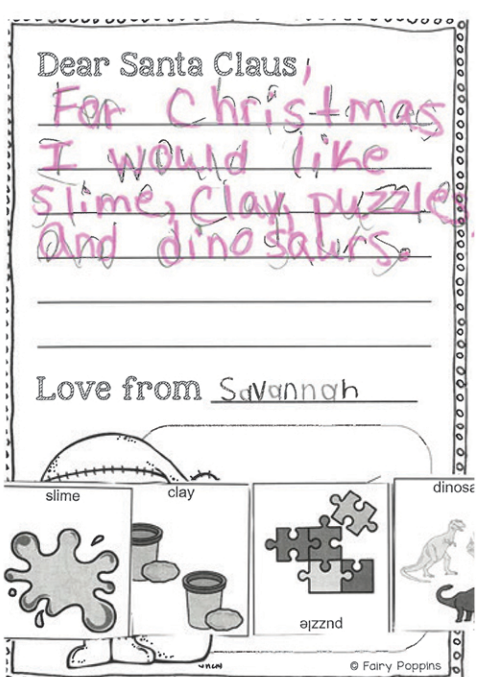 Dear Santa Claus,
For Christmas
I would like
slime, clay, puzzles
and dinosaurs.
Love from Savannah
slime
clay
puzzle
dinosa
© Fairy Poppins